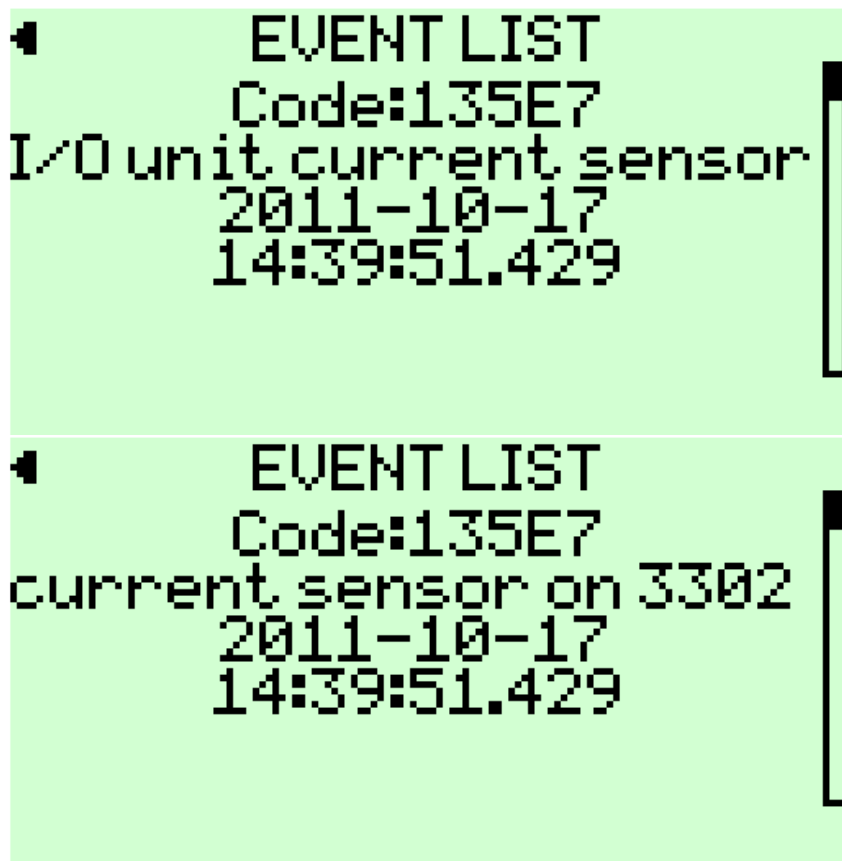 EVENT LIST
Code:135E7
I/O unit current sensor
2011-10-17
14:39:51.429
EVENT LIST
Code:135E7
current sensor on 3302
2011-10-17
14:39:51.429